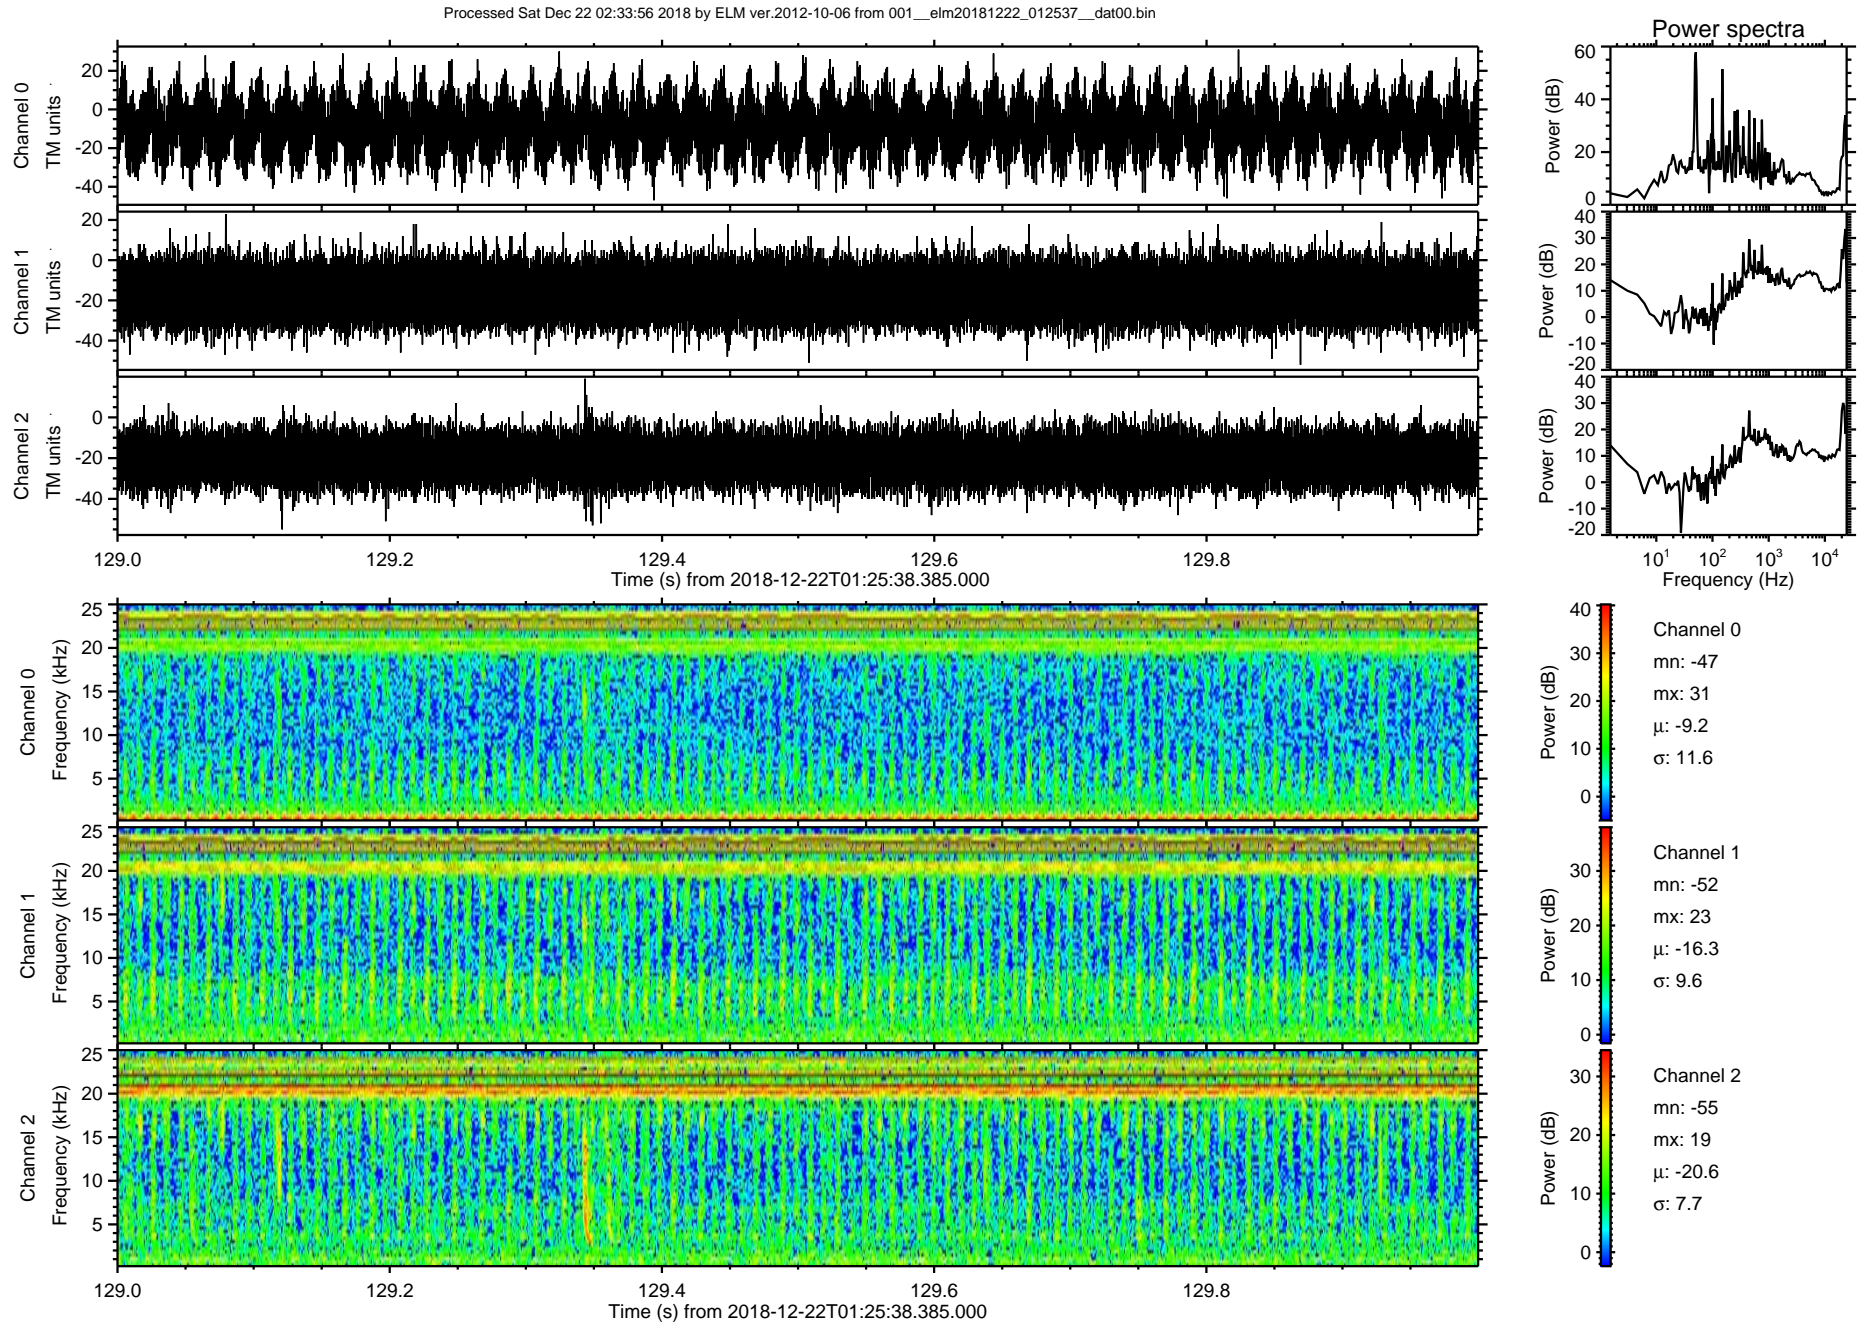 Processed Sat Dec 22 02:33:56 2018 by ELM ver.2012-10-06 from 001__elm20181222_012537__dat00.bin
Power spectra
Channel 0
TM units
20
0
-20
-40
Power (dB)
60
40
20
0
Channel 1
TM units
20
0
-20
-40
Power (dB)
40
30
20
10
0
-10
-20
Channel 2
TM units
0
-20
-40
Power (dB)
40
30
20
10
0
-10
-20
129.0 129.2 129.4 129.6 129.8
Time (s) from 2018-12-22T01:25:38.385.000
10¹ 10² 10³ 10⁴
Frequency (Hz)
Channel 0
Frequency (kHz)
25
20
15
10
5
Power (dB)
40
30
20
10
0
Channel 0
mn: -47
mx: 31
μ: -9.2
σ: 11.6
Channel 1
Frequency (kHz)
25
20
15
10
5
Power (dB)
30
20
10
0
Channel 1
mn: -52
mx: 23
μ: -16.3
σ: 9.6
Channel 2
Frequency (kHz)
25
20
15
10
5
Power (dB)
30
20
10
0
Channel 2
mn: -55
mx: 19
μ: -20.6
σ: 7.7
129.0 129.2 129.4 129.6 129.8
Time (s) from 2018-12-22T01:25:38.385.000